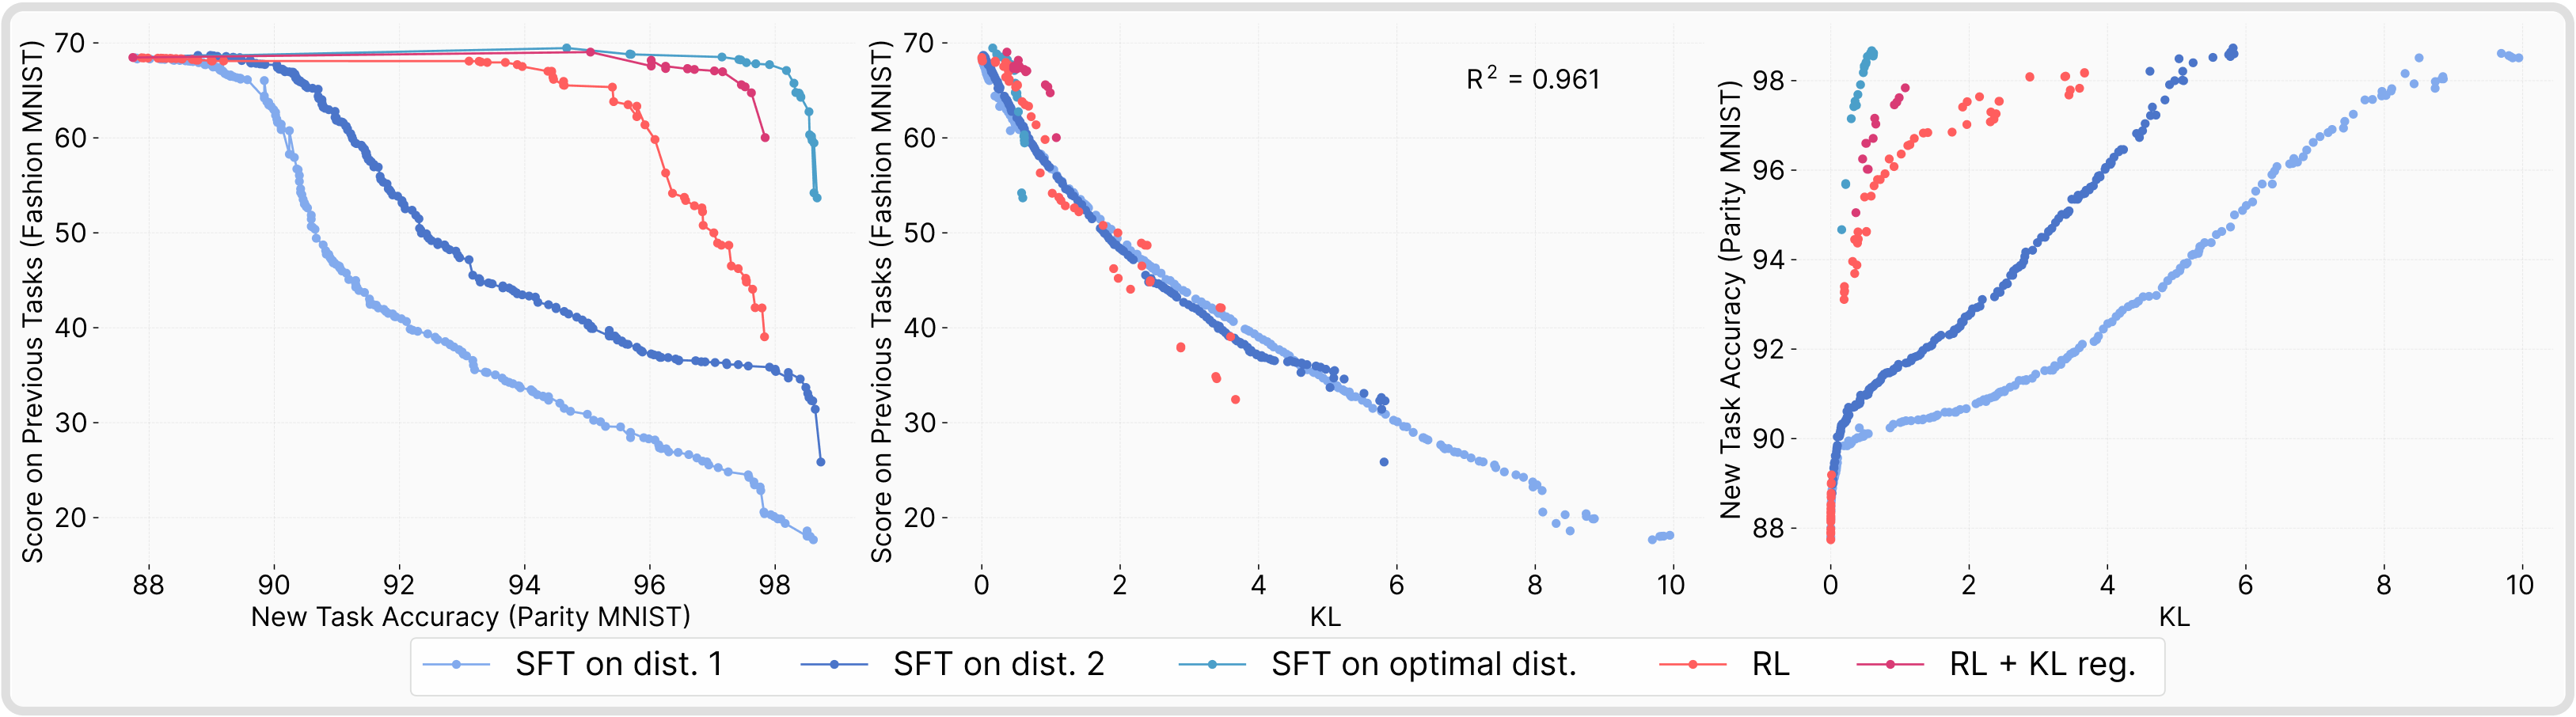 Score on Previous Tasks (Fashion MNIST)
70
60
50
40
30
20
88 90 92 94 96 98
New Task Accuracy (Parity MNIST)
Score on Previous Tasks (Fashion MNIST)
70
60
50
40
30
20
R² = 0.961
0 2 4 6 8 10
KL
New Task Accuracy (Parity MNIST)
98
96
94
92
90
88
0 2 4 6 8 10
KL
SFT on dist. 1 SFT on dist. 2 SFT on optimal dist. RL RL + KL reg.